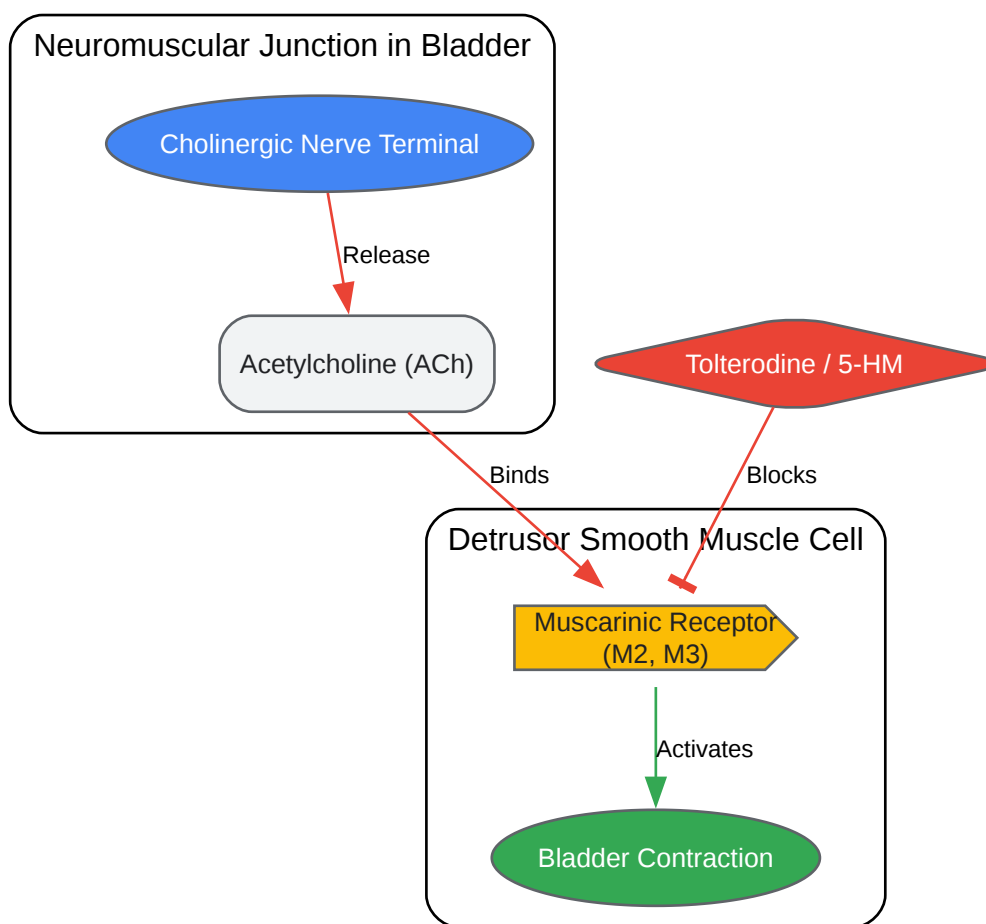 Neuromuscular Junction in Bladder
Cholinergic Nerve Terminal
Release
Acetylcholine (ACh)
Tolterodine / 5-HM
Binds
Blocks
Detrusor Smooth Muscle Cell
Muscarinic Receptor
(M2, M3)
Activates
Bladder Contraction